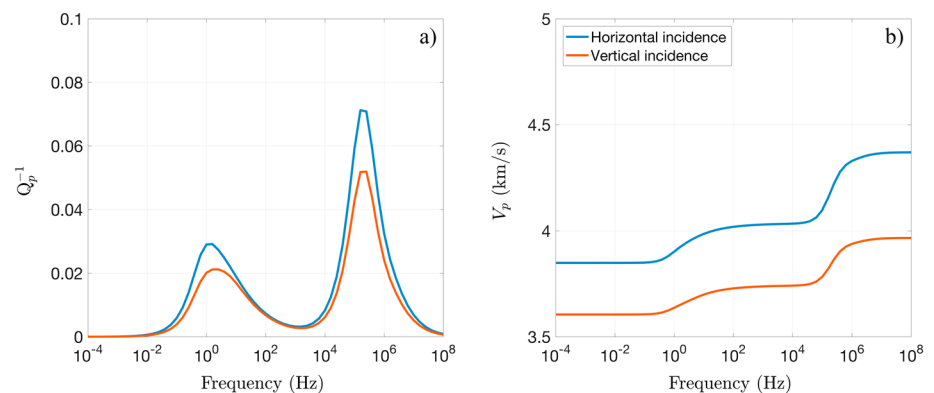 a)
0.1
0.08
0.06
0.04
0.02
0
Q_p^{-1}
10^{-4} 10^{-2} 10^0 10^2 10^4 10^6 10^8
Frequency (Hz)
b)
Horizontal incidence
Vertical incidence
5
4.5
4
3.5
V_p (km/s)
10^{-4} 10^{-2} 10^0 10^2 10^4 10^6 10^8
Frequency (Hz)